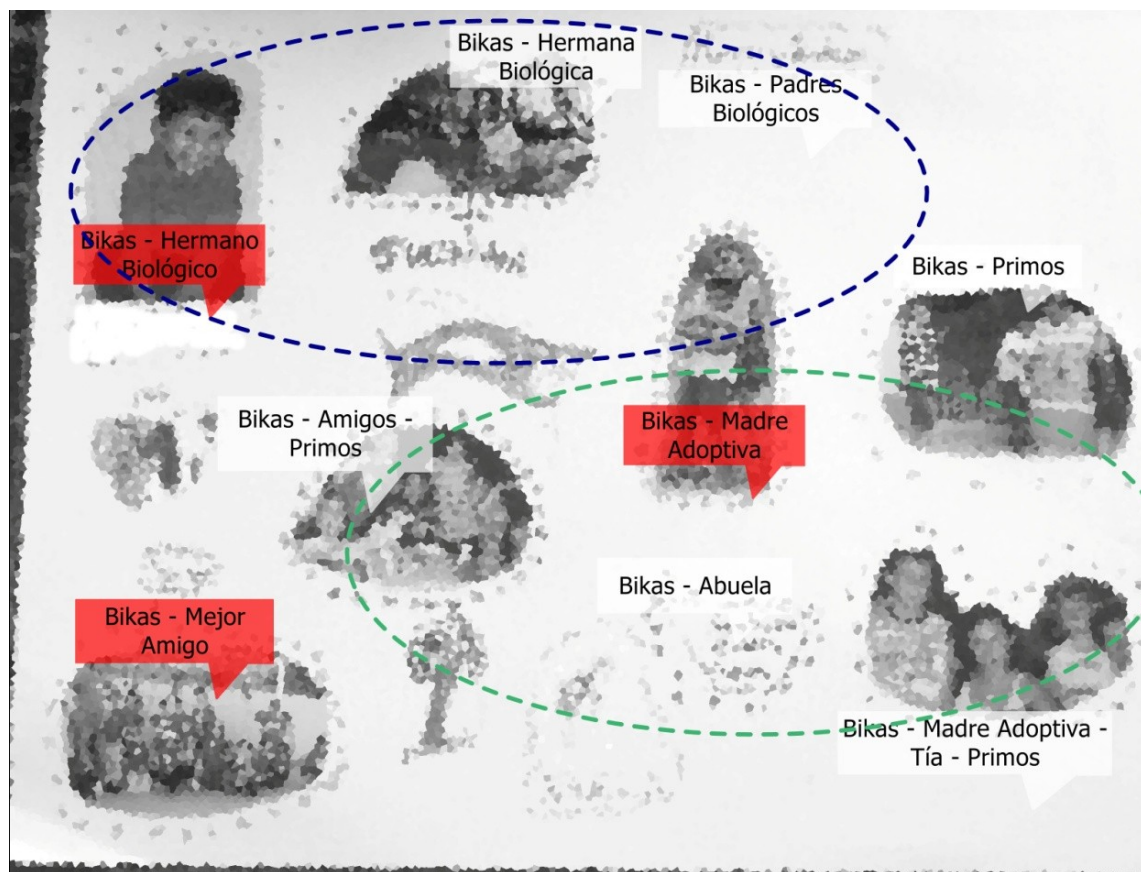 Bikas - Hermana
Biológica
Bikas - Padres
Biológicos
Bikas - Hermano
Biológico
Bikas - Primos
Bikas - Amigos -
Primos
Bikas - Madre
Adoptiva
Bikas - Abuela
Bikas - Mejor
Amigo
Bikas - Madre Adoptiva -
Tía - Primos